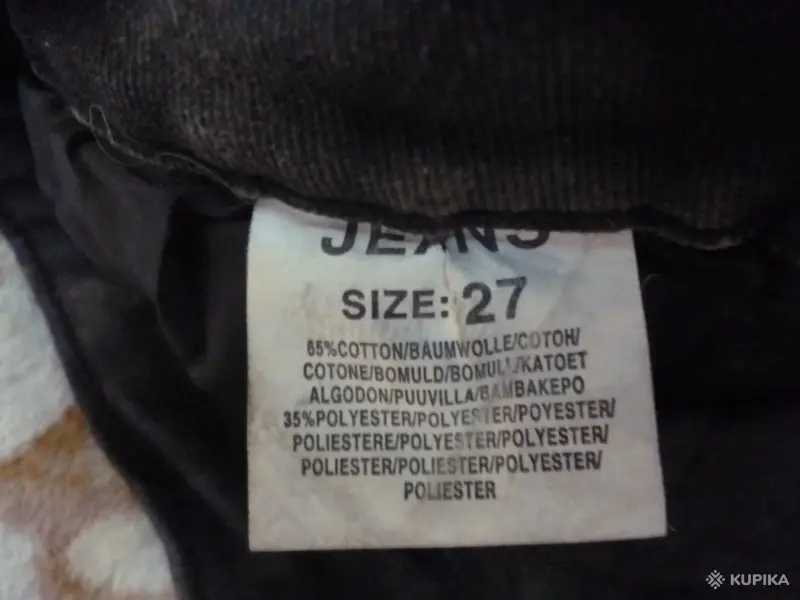 JEANS
SIZE: 27
65%COTTON/BAUMWOLLE/COTOH/
COTONE/BOMULD/BOMULL/KATOET
ALGODON/PUUVILLA/BAMBAKEPO
35%POLYESTER/POLYESTER/POYESTER/
POLIESTERE/POLYESTER/POLYESTER/
POLIESTER/POLIESTER/POLYESTER/
POLIESTER
KUPIKA